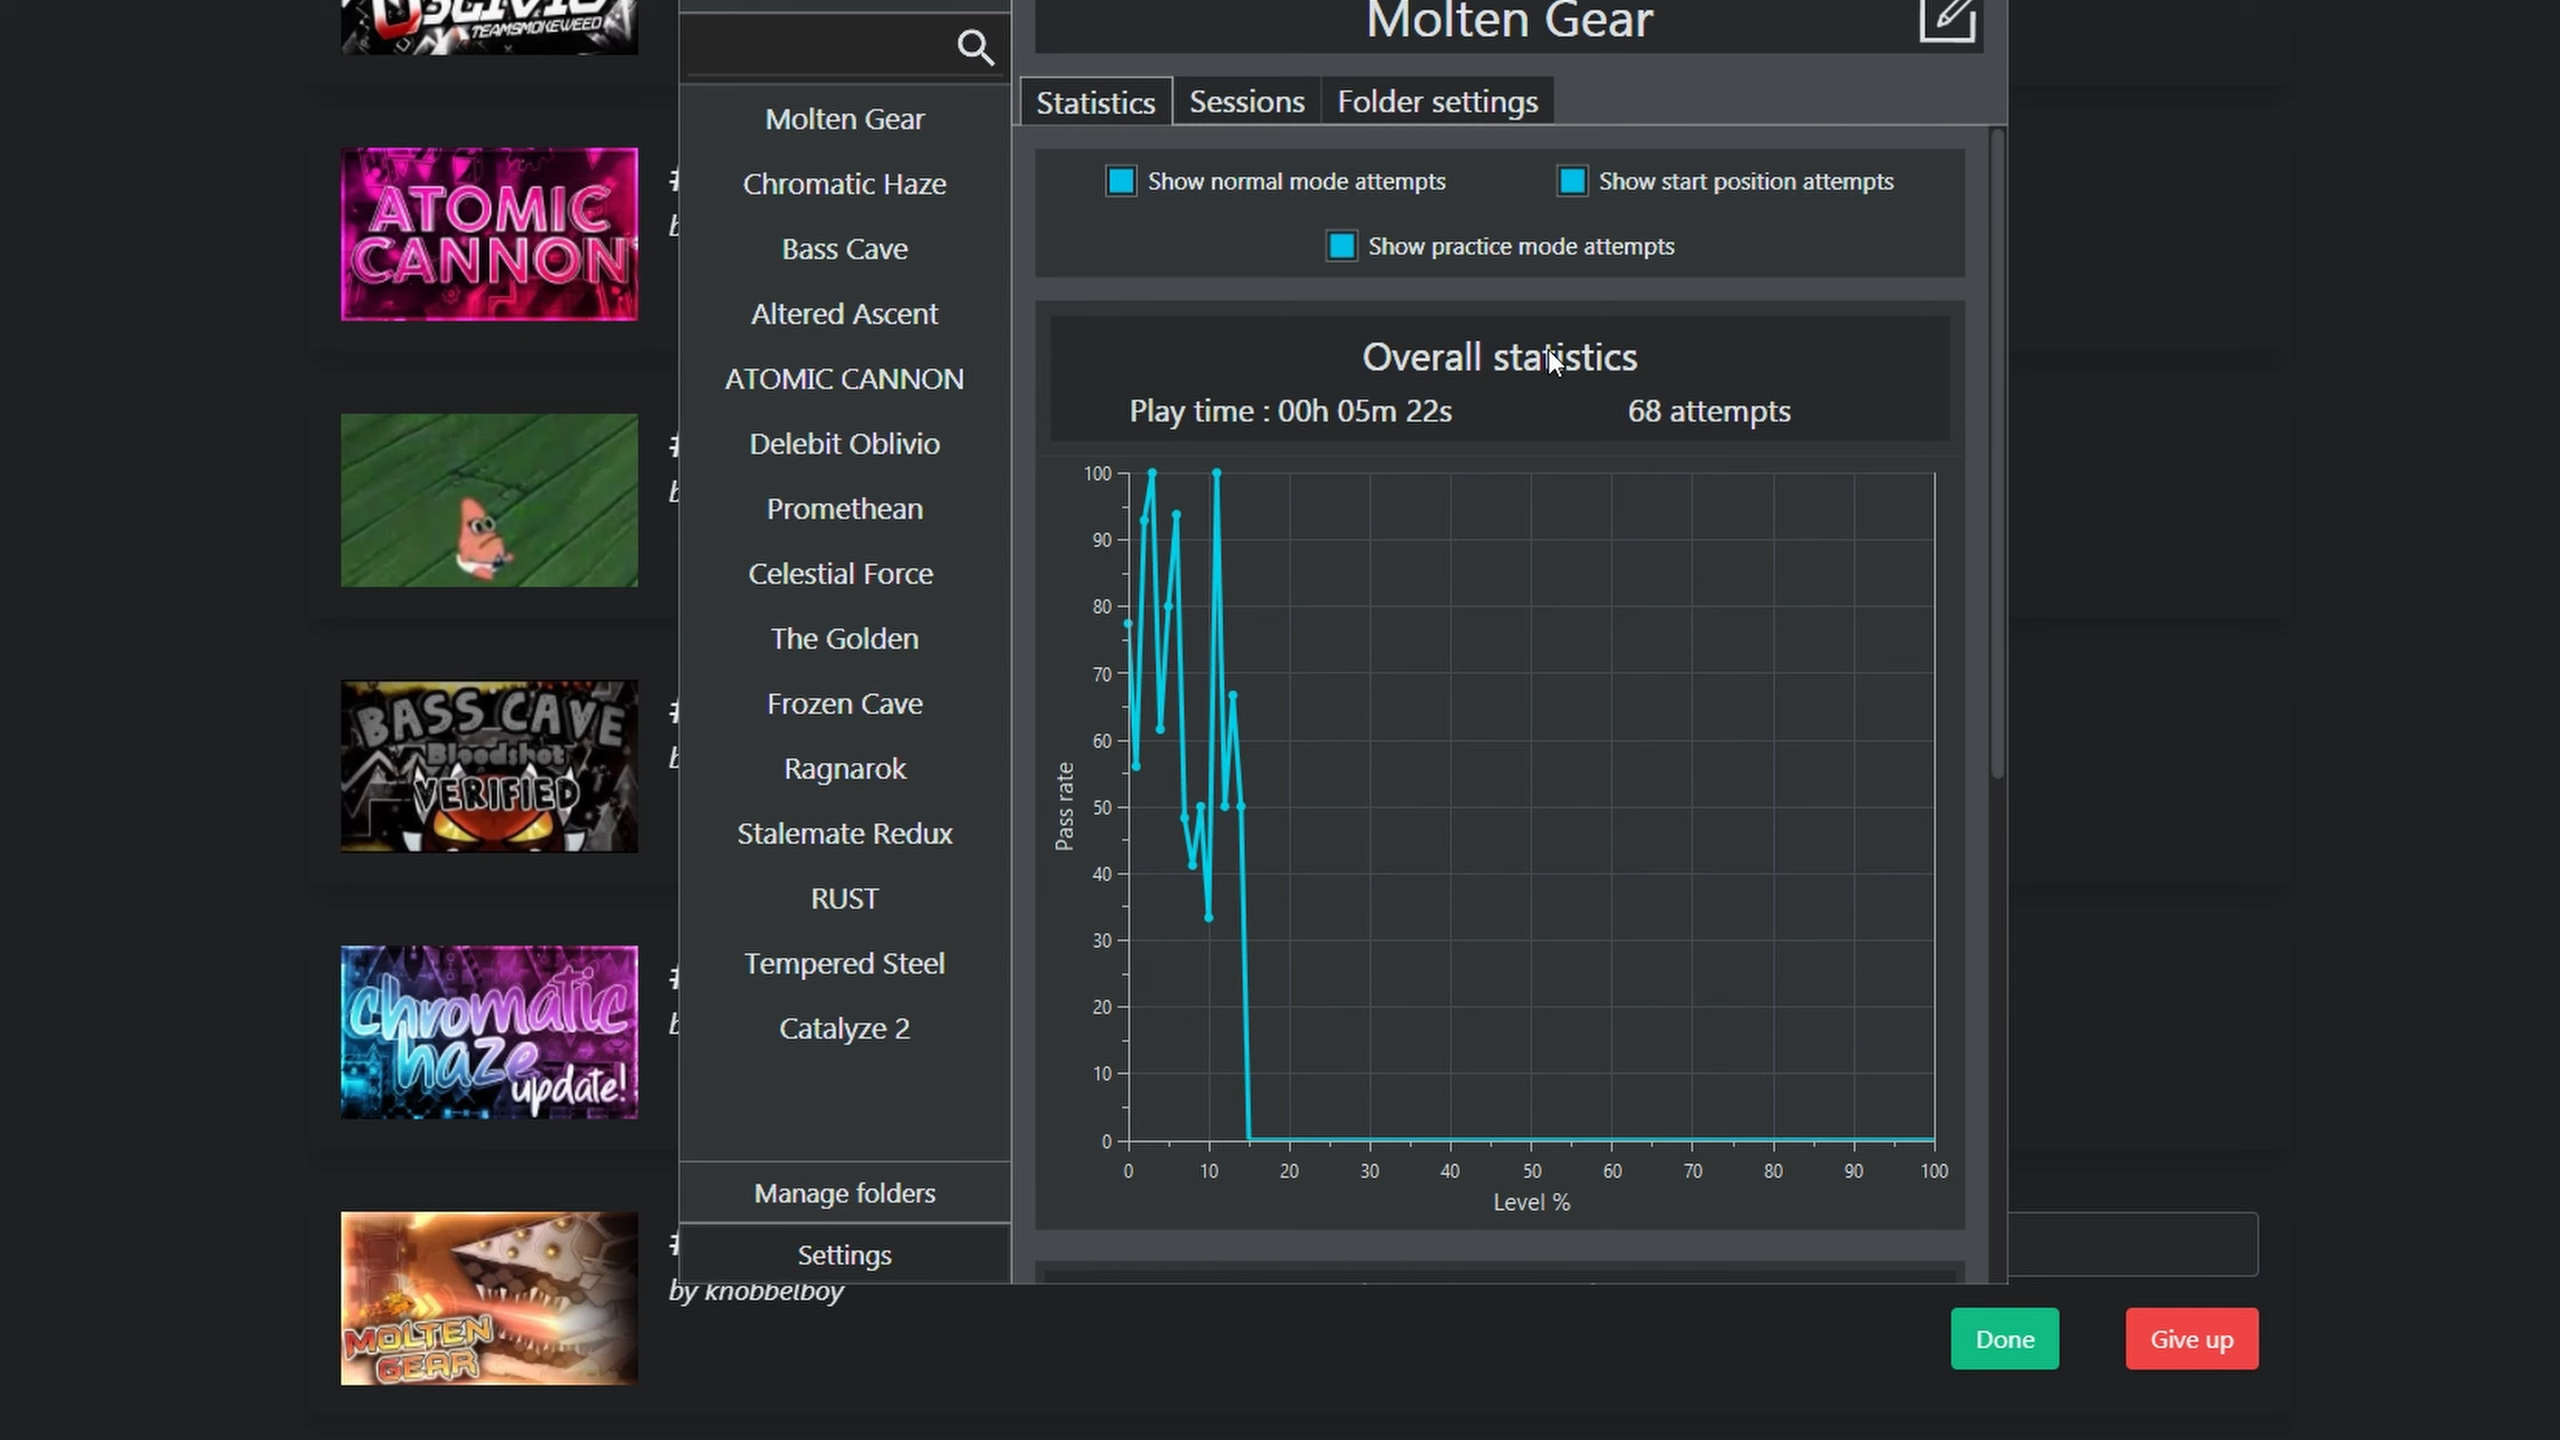 OBLIVIO
TEAMSMOKEWEED
ATOMIC
CANNON
BASS CAVE
Bloodshot
VERIFIED
chromatic
haze
update!
MOLTEN
GEAR
#
#
#
#
#
by knobbelboy
Molten Gear
Chromatic Haze
Bass Cave
Altered Ascent
ATOMIC CANNON
Delebit Oblivio
Promethean
Celestial Force
The Golden
Frozen Cave
Ragnarok
Stalemate Redux
RUST
Tempered Steel
Catalyze 2
Manage folders
Settings
Molten Gear
Statistics Sessions Folder settings
Show normal mode attempts Show start position attempts
Show practice mode attempts
Overall statistics
Play time : 00h 05m 22s 68 attempts
100
90
80
70
60
50
40
30
20
10
0
Pass rate
0 10 20 30 40 50 60 70 80 90 100
Level %
Done Give up